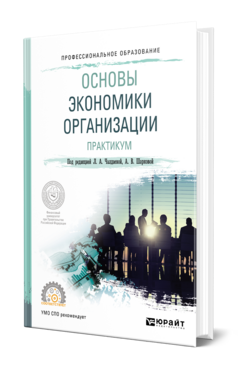 ПРОФЕССИОНАЛЬНОЕ ОБРАЗОВАНИЕ
ОСНОВЫ
ЭКОНОМИКИ
ОРГАНИЗАЦИИ
ПРАКТИКУМ
Под редакцией Л. А. Чалдаевой, А. В. Шарковой
УМО СПО рекомендует
юрайт